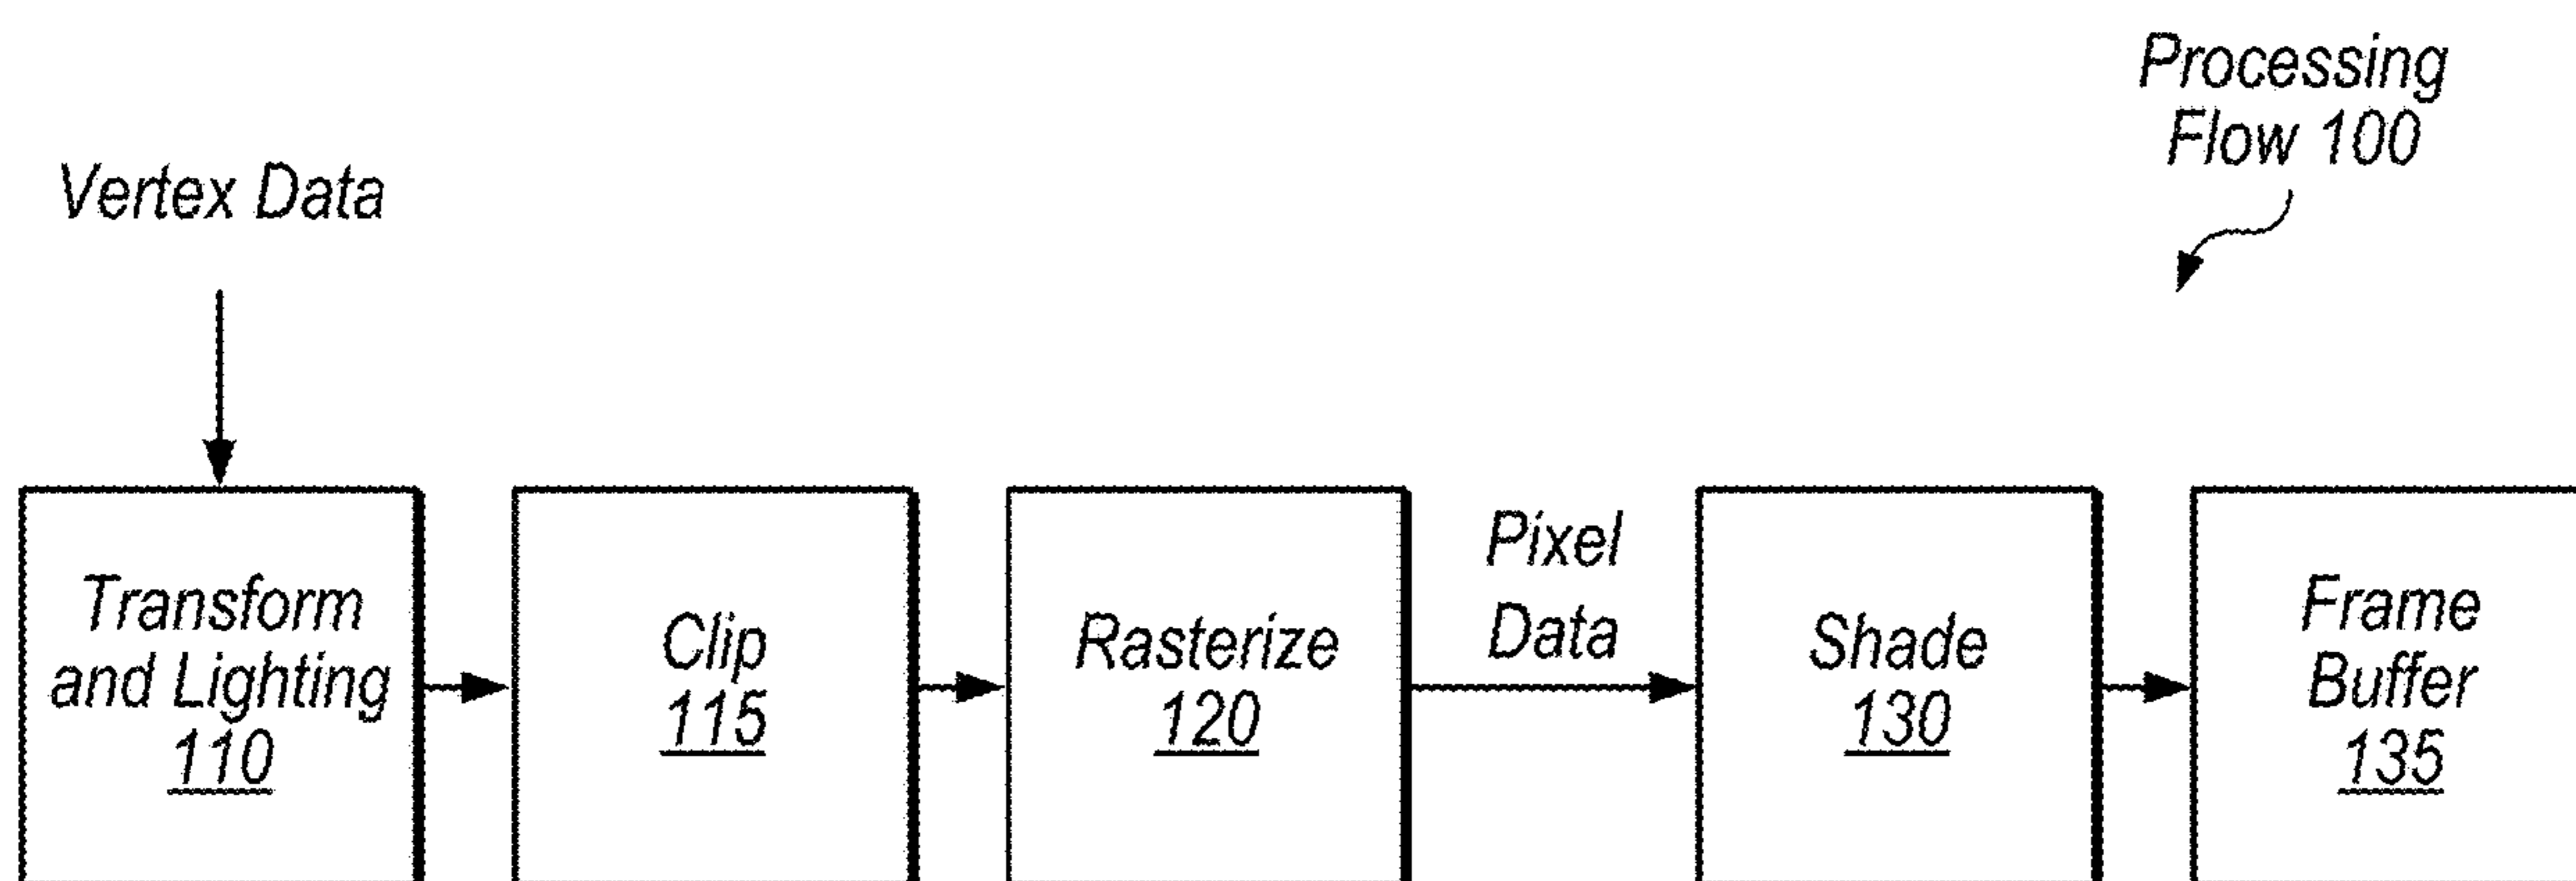 Processing
Flow 100
Vertex Data
Transform
and Lighting
110
Clip
115
Rasterize
120
Pixel
Data
Shade
130
Frame
Buffer
135